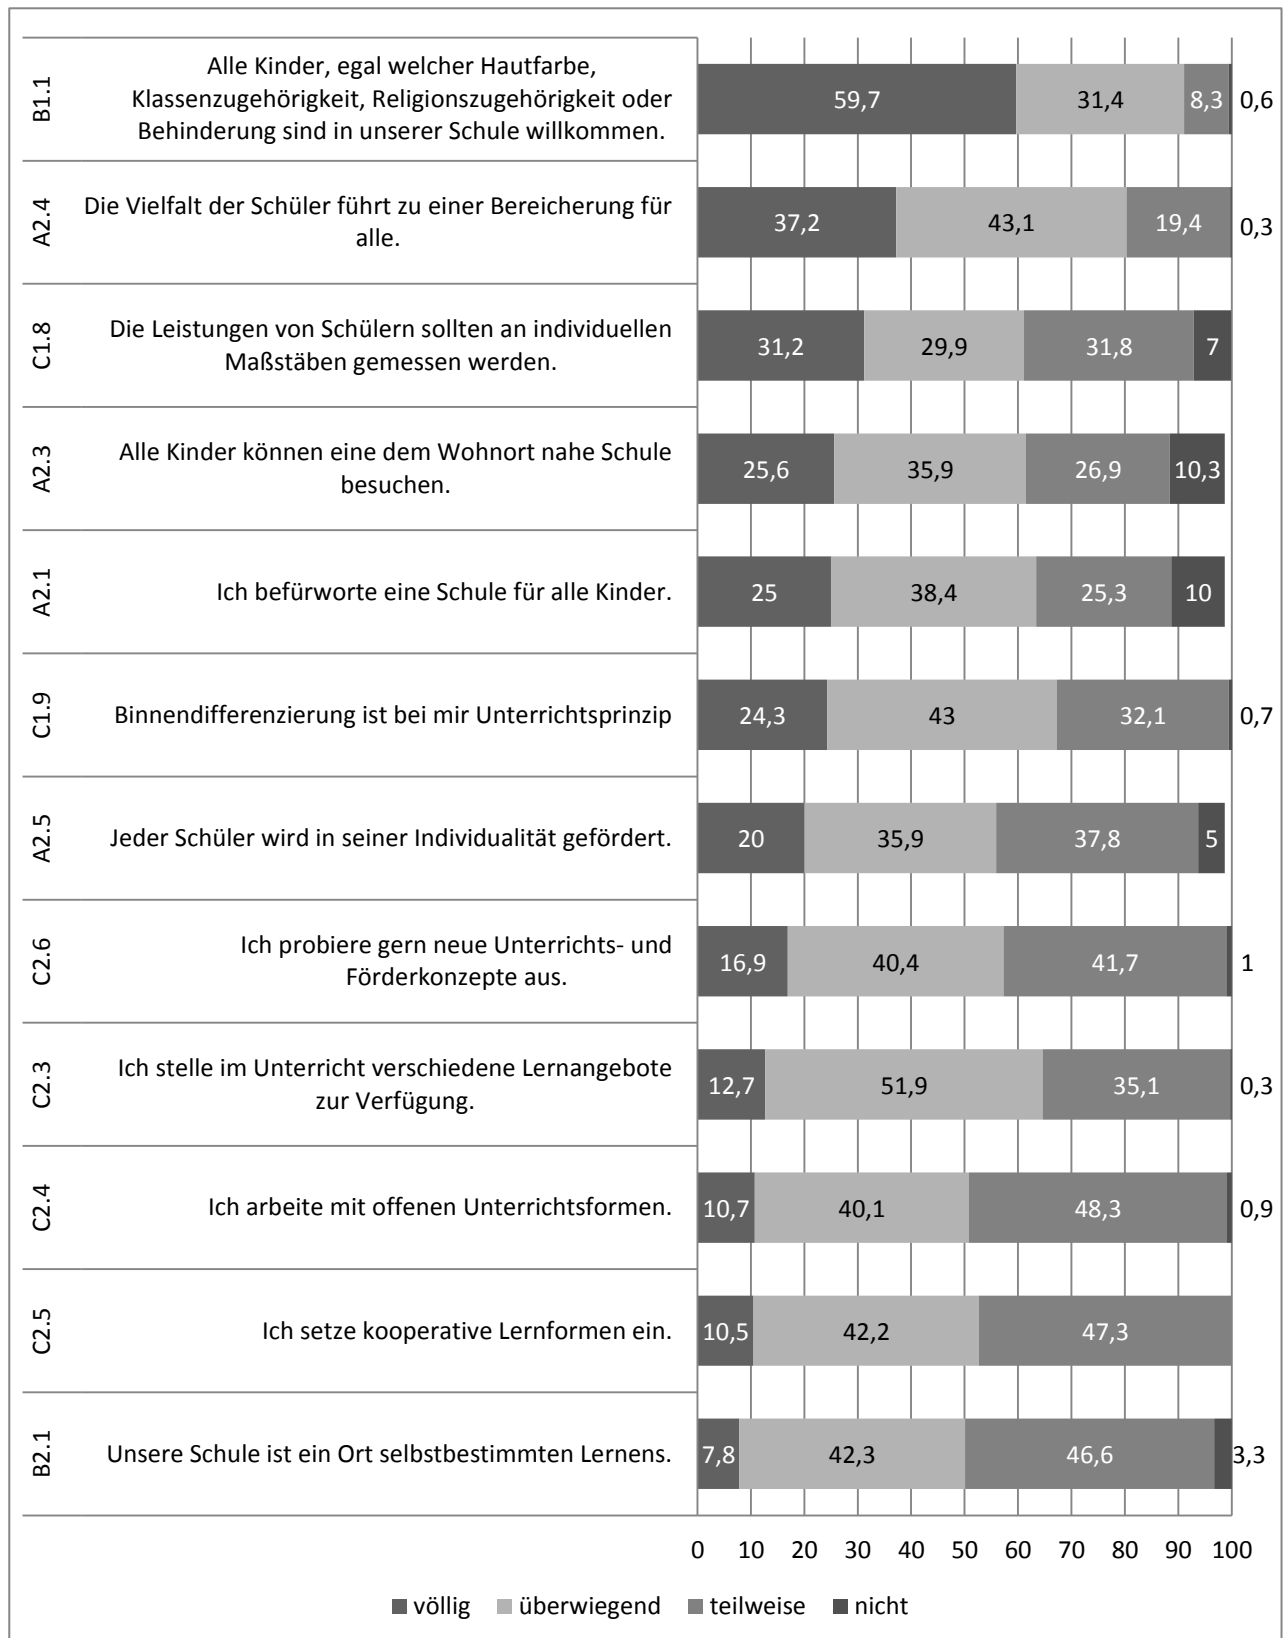 B1.1
Alle Kinder, egal welcher Hautfarbe,
Klassenzugehörigkeit, Religionszugehörigkeit oder
Behinderung sind in unserer Schule willkommen.
59,7 31,4 8,3 0,6
A2.4
Die Vielfalt der Schüler führt zu einer Bereicherung für
alle.
37,2 43,1 19,4 0,3
C1.8
Die Leistungen von Schülern sollten an individuellen
Maßstäben gemessen werden.
31,2 29,9 31,8 7
A2.3
Alle Kinder können eine dem Wohnort nahe Schule
besuchen.
25,6 35,9 26,9 10,3
A2.1
Ich befürworte eine Schule für alle Kinder.
25 38,4 25,3 10
C1.9
Binnendifferenzierung ist bei mir Unterrichtsprinzip
24,3 43 32,1 0,7
A2.5
Jeder Schüler wird in seiner Individualität gefördert.
20 35,9 37,8 5
C2.6
Ich probiere gern neue Unterrichts- und
Förderkonzepte aus.
16,9 40,4 41,7 1
C2.3
Ich stelle im Unterricht verschiedene Lernangebote
zur Verfügung.
12,7 51,9 35,1 0,3
C2.4
Ich arbeite mit offenen Unterrichtsformen.
10,7 40,1 48,3 0,9
C2.5
Ich setze kooperative Lernformen ein.
10,5 42,2 47,3
B2.1
Unsere Schule ist ein Ort selbstbestimmten Lernens.
7,8 42,3 46,6 3,3
0 10 20 30 40 50 60 70 80 90 100
völlig überwiegend teilweise nicht